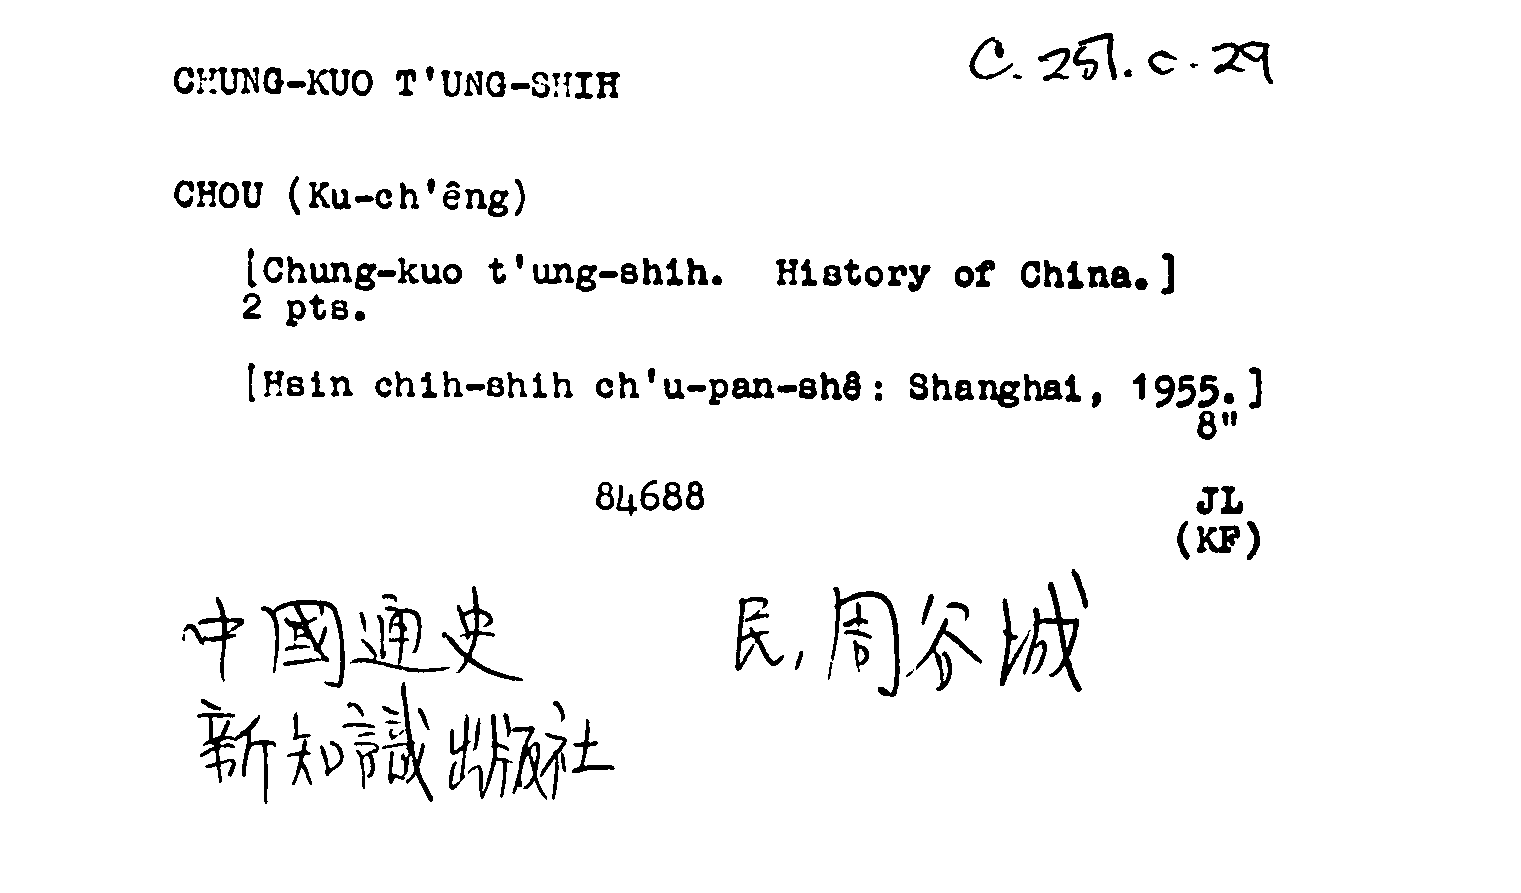 CHUNG-KUO T'UNG-SHIH C. 251. c. 29
CHOU (Ku-ch'êng)
[Chung-kuo t'ung-shih. History of China.]
2 pts.
[Hsin chih-shih ch'u-pan-shê: Shanghai, 1955.]
8"
84688 JL
(KF)
中國通史 民, 周谷城
新知識出版社